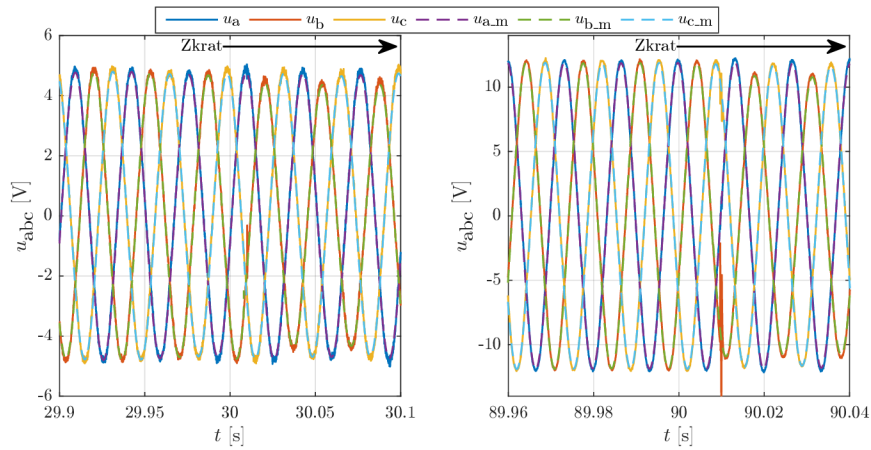 u_a u_b u_c u_a_m u_b_m u_c_m
Zkrat
6
4
2
0
-2
-4
-6
u_abc [V]
29.9 29.95 30 30.05 30.1
t [s]
Zkrat
10
5
0
-5
-10
u_abc [V]
89.96 89.98 90 90.02 90.04
t [s]